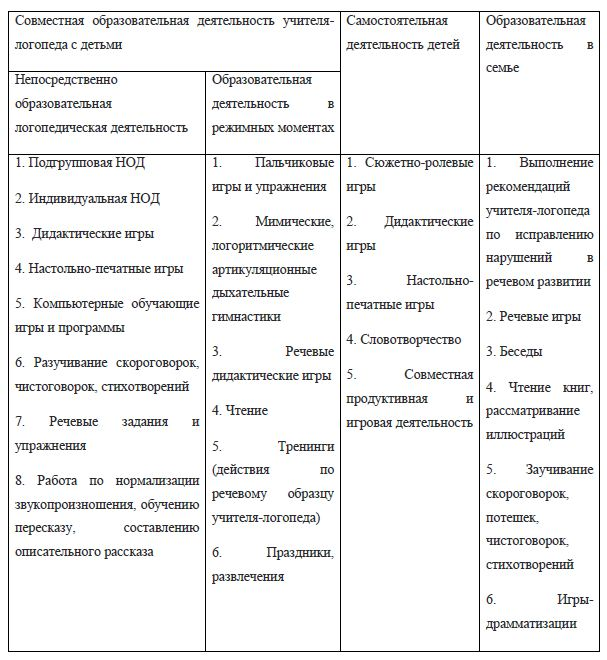 Совместная образовательная деятельность учителя-
логопеда с детьми
Самостоятельная
деятельность детей
Образовательная
деятельность в
семье
Непосредственно
образовательная
логопедическая деятельность
Образовательная
деятельность в
режимных моментах
1. Подгрупповая НОД
2. Индивидуальная НОД
3. Дидактические игры
4. Настольно-печатные игры
5. Компьютерные обучающие
игры и программы
6. Разучивание скороговорок,
чистоговорок, стихотворений
7. Речевые задания и
упражнения
8. Работа по нормализации
звукопроизношения, обучению
пересказу, составлению
описательного рассказа
1. Пальчиковые
игры и упражнения
2. Мимические,
логоритмические
артикуляционные
дыхательные
гимнастики
3. Речевые
дидактические игры
4. Чтение
5. Тренинги
(действия по
речевому образцу
учителя-логопеда)
6. Праздники,
развлечения
1. Сюжетно-ролевые
игры
2. Дидактические
игры
3. Настольно-
печатные игры
4. Словотворчество
5. Совместная
продуктивная и
игровая деятельность
1. Выполнение
рекомендаций
учителя-логопеда
по исправлению
нарушений в
речевом развитии
2. Речевые игры
3. Беседы
4. Чтение книг,
рассматривание
иллюстраций
5. Заучивание
скороговорок,
потешек,
чистоговорок,
стихотворений
6. Игры-
драмматизации